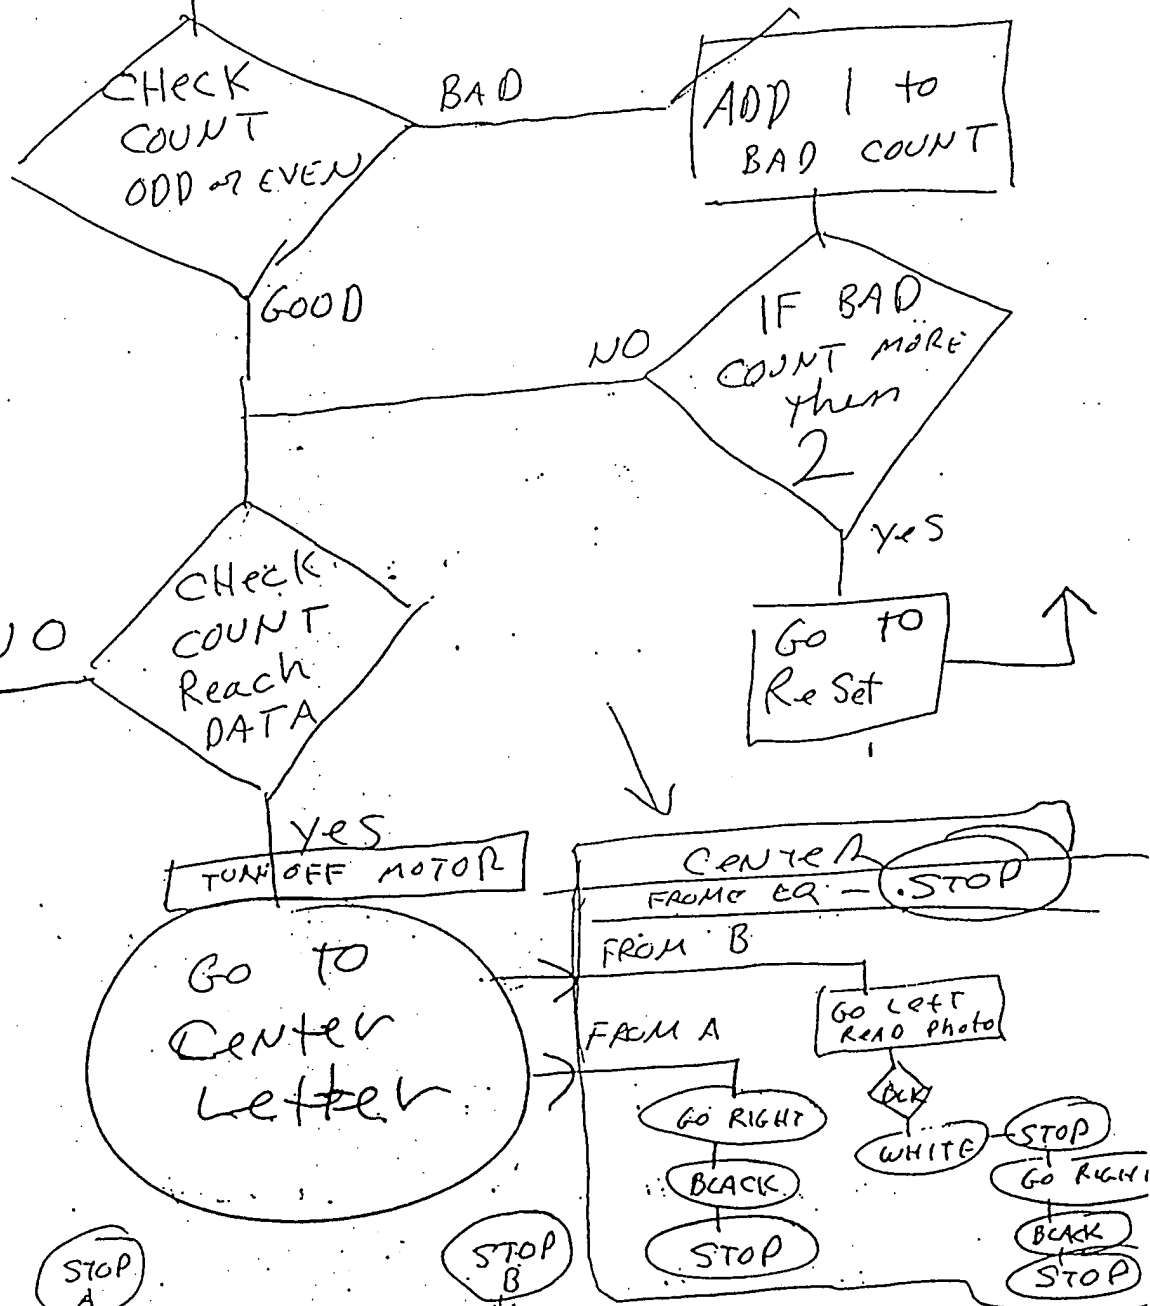 CHeck
COUNT
ODD or EVEN
BAD
ADD 1 to
BAD COUNT
GOOD
NO
IF BAD
COUNT MORE
then
2
yes
CHeck
COUNT
Reach
DATA
NO
Go TO
ReSet
yes
TURN OFF MOTOR
Go TO
Center
Letter
CeNTeR
FROM EQ - STOP
FROM B
Go LefT
ReAD PHoTo
BLK
WHITE
STOP
GO RIGHT
BLACK
STOP
FROM A
GO RIGHT
BLACK
STOP
STOP
A
STOP
B